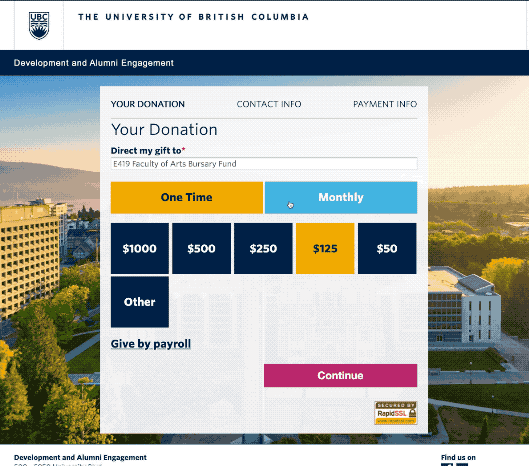 UBC
THE UNIVERSITY OF BRITISH COLUMBIA
Development and Alumni Engagement
YOUR DONATION CONTACT INFO PAYMENT INFO
Your Donation
Direct my gift to*
E419 Faculty of Arts Bursary Fund
One Time Monthly
$1000 $500 $250 $125 $50
Other
Give by payroll
Continue
SECURED BY
RapidSSL
Development and Alumni Engagement Find us on